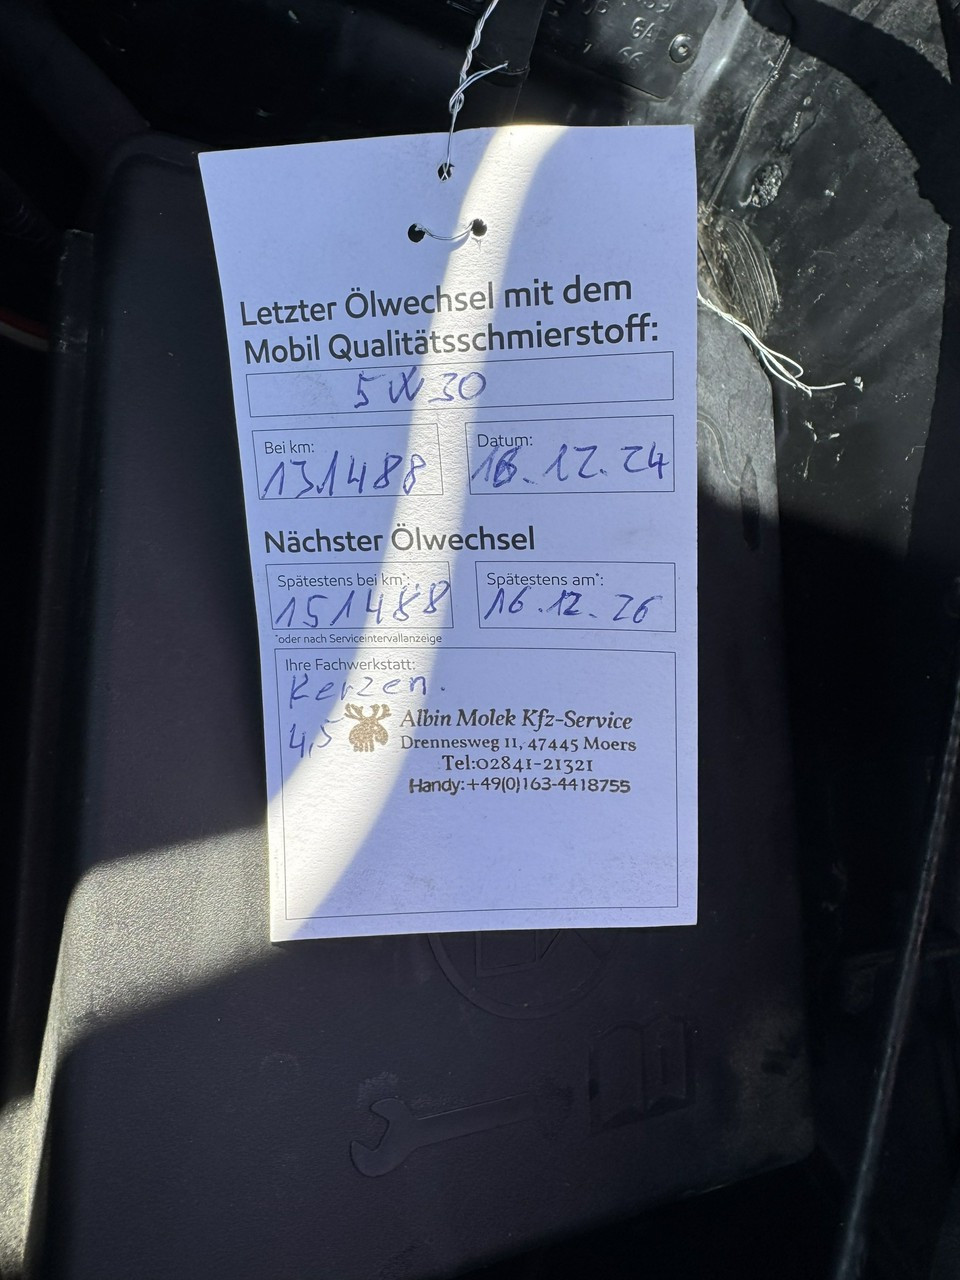 Letzter Ölwechsel mit dem
Mobil Qualitätsschmierstoff:
5W30
Bei km:
131488
Datum:
16.12.24
Nächster Ölwechsel
Spätestens bei km*:
151488
Spätestens am*:
16.12.26
*oder nach Serviceintervallanzeige
Ihre Fachwerkstatt:
Kerzen.
4,5
Albin Molek Kfz-Service
Drennesweg 11, 47445 Moers
Tel:02841-21321
Handy:+49(0)163-4418755